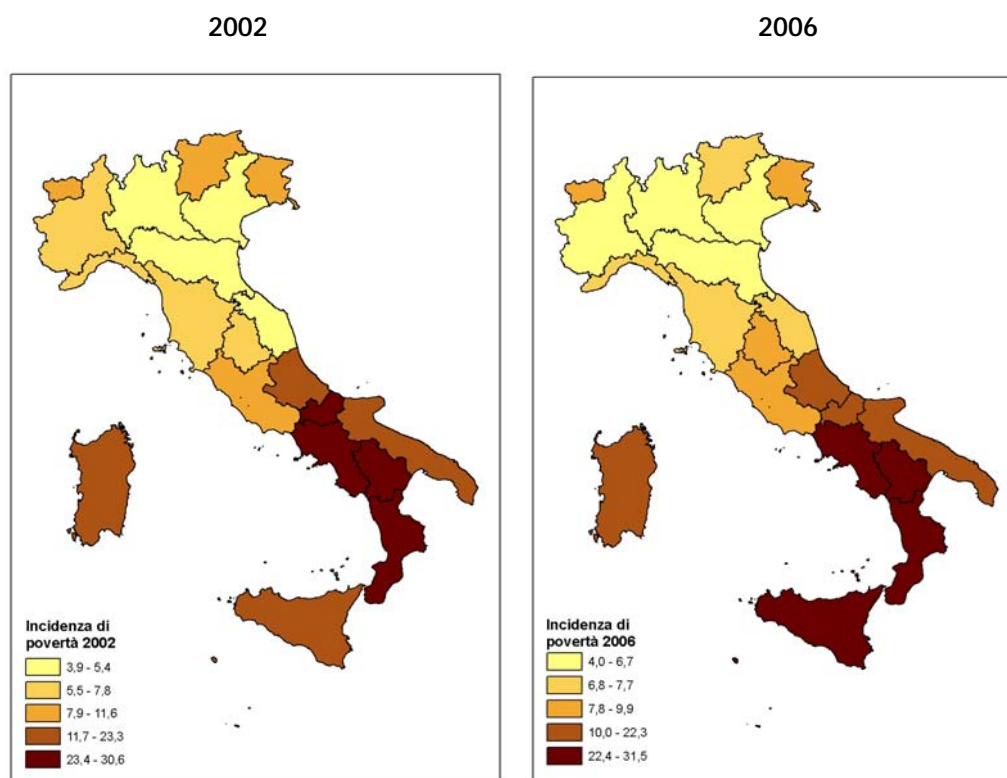 2002
2006
Incidenza di
povertà 2002
3,9 - 5,4
5,5 - 7,8
7,9 - 11,6
11,7 - 23,3
23,4 - 30,6
Incidenza di
povertà 2006
4,0 - 6,7
6,8 - 7,7
7,8 - 9,9
10,0 - 22,3
22,4 - 31,5